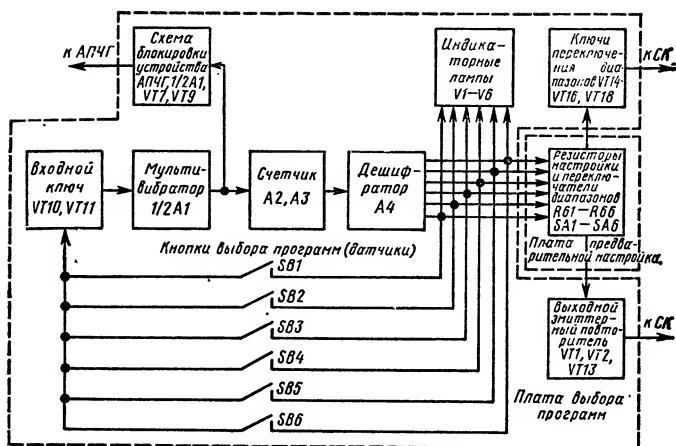 к АПЧГ
Схема
блокировки
устройства
АПЧГ, 1/2А1,
VT7, VT9
Индика-
торные
лампы
V1–V6
Ключи
переключе-
ния диа-
пазонов VT14-
VT16, VT18
к СК
Входной
ключ
VT10, VT11
Мульти-
вибратор
1/2А1
Счетчик
А2, А3
Дешиф-
ратор
А4
Резисторы
настройки
и переклю-
чатели
диапазонов
R61–R66
SA1–SA6
Плата предва-
рительной настройки
Кнопки выбора программ (датчики)
SB1
SB2
SB3
SB4
SB5
SB6
Выходной
эмиттер-
ный повто-
ритель
VT1, VT2,
VT13
к СК
Плата выбора
программ